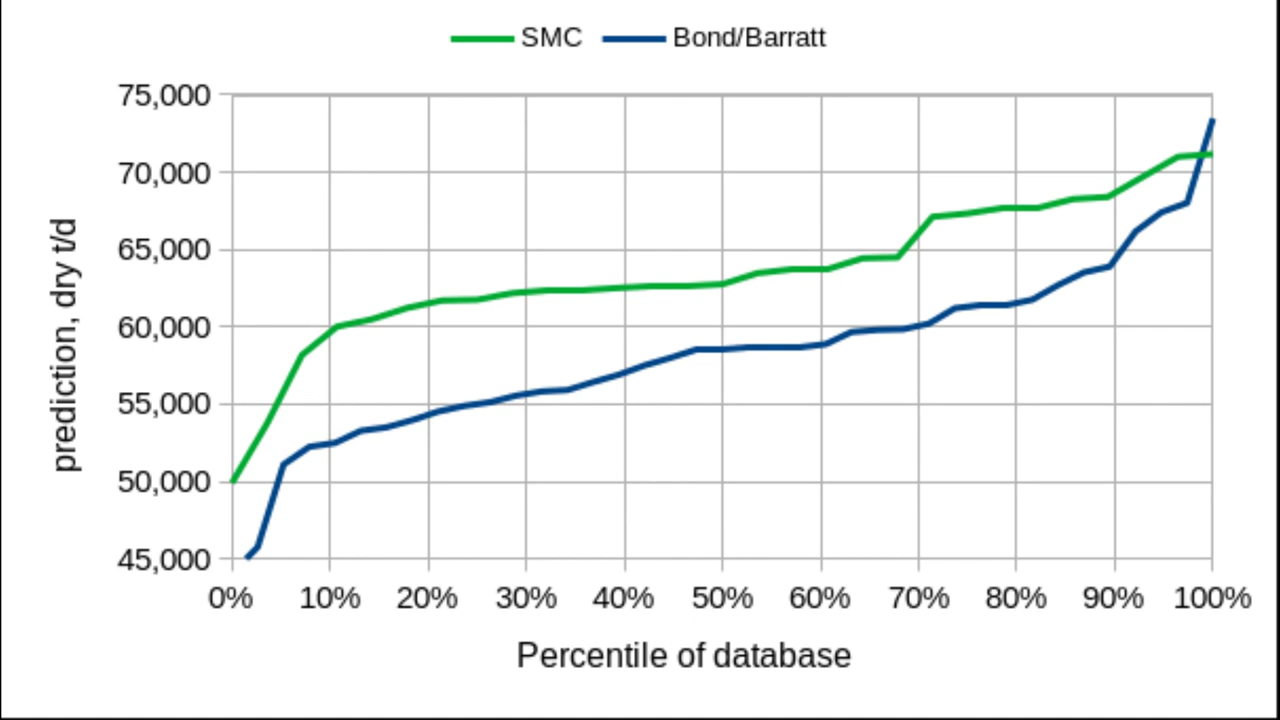 SMC Bond/Barratt
75,000
70,000
65,000
60,000
55,000
50,000
45,000
prediction, dry t/d
0% 10% 20% 30% 40% 50% 60% 70% 80% 90% 100%
Percentile of database